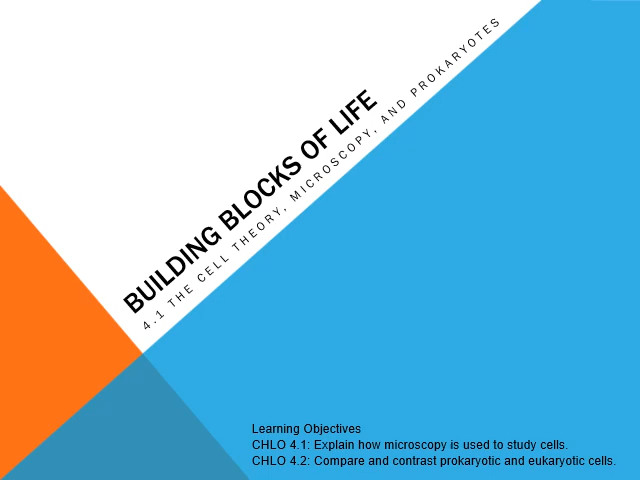 BUILDING BLOCKS OF LIFE
4.1 THE CELL THEORY, MICROSCOPY, AND PROKARYOTES
Learning Objectives
CHLO 4.1: Explain how microscopy is used to study cells.
CHLO 4.2: Compare and contrast prokaryotic and eukaryotic cells.